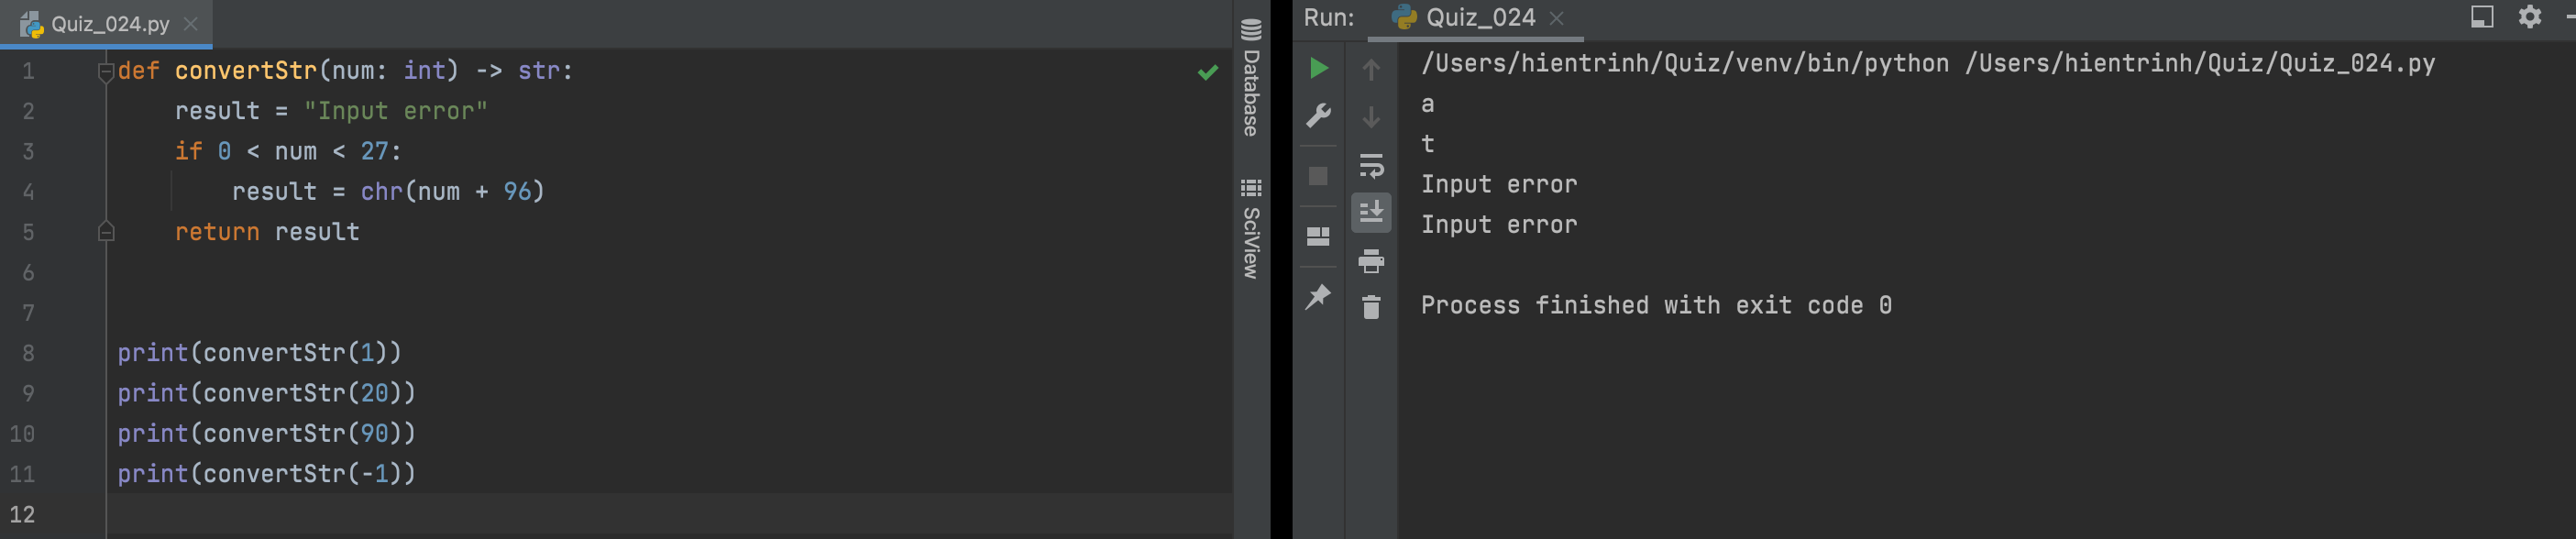 Quiz_024.py
1 def convertStr(num: int) -> str:
2 result = "Input error"
3 if 0 < num < 27:
4 result = chr(num + 96)
5 return result
6
7
8 print(convertStr(1))
9 print(convertStr(20))
10 print(convertStr(90))
11 print(convertStr(-1))
12
Database
SciView
Run: Quiz_024
/Users/hientrinh/Quiz/venv/bin/python /Users/hientrinh/Quiz/Quiz_024.py
a
t
Input error
Input error
Process finished with exit code 0